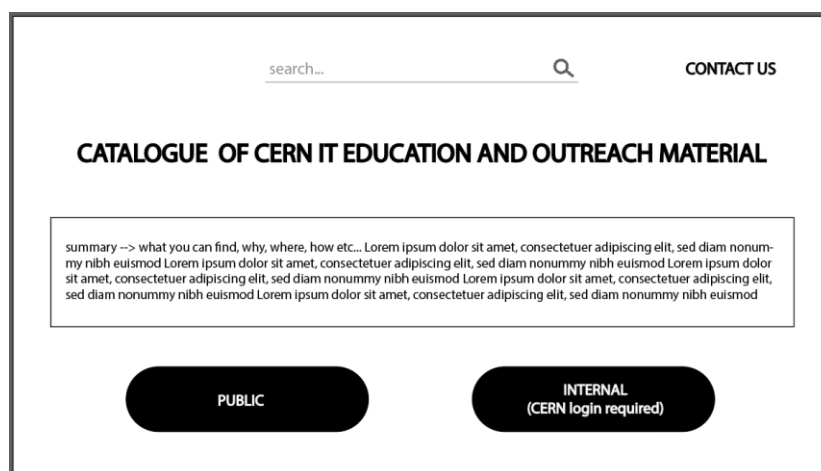 search...
CONTACT US
CATALOGUE OF CERN IT EDUCATION AND OUTREACH MATERIAL
summary --> what you can find, why, where, how etc... Lorem ipsum dolor sit amet, consectetuer adipiscing elit, sed diam nonum-
my nibh euismod Lorem ipsum dolor sit amet, consectetuer adipiscing elit, sed diam nonummy nibh euismod Lorem ipsum dolor
sit amet, consectetuer adipiscing elit, sed diam nonummy nibh euismod Lorem ipsum dolor sit amet, consectetuer adipiscing elit,
sed diam nonummy nibh euismod Lorem ipsum dolor sit amet, consectetuer adipiscing elit, sed diam nonummy nibh euismod
PUBLIC
INTERNAL
(CERN login required)